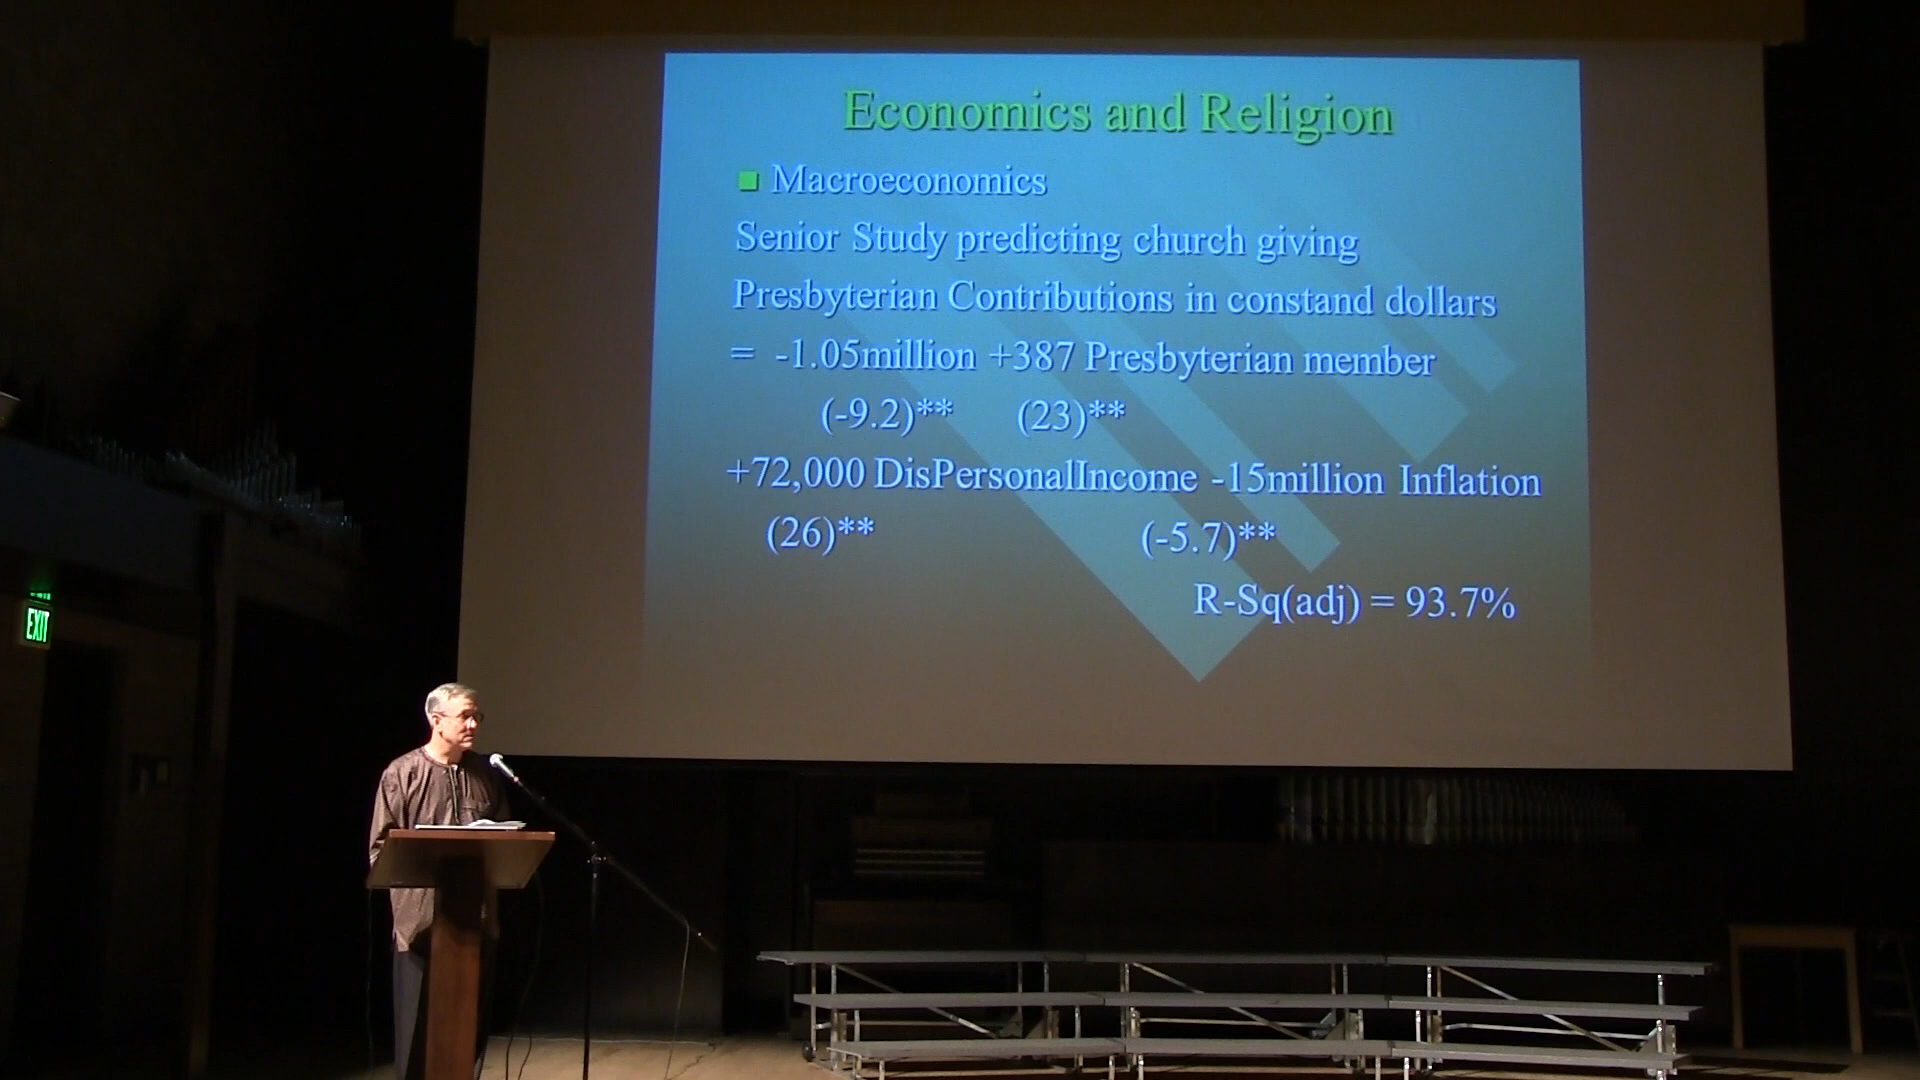 Economics and Religion
Macroeconomics
Senior Study predicting church giving
Presbyterian Contributions in constand dollars
= -1.05million +387 Presbyterian member
(-9.2)** (23)**
+72,000 DisPersonalIncome -15million Inflation
(26)** (-5.7)**
R-Sq(adj) = 93.7%
EXIT